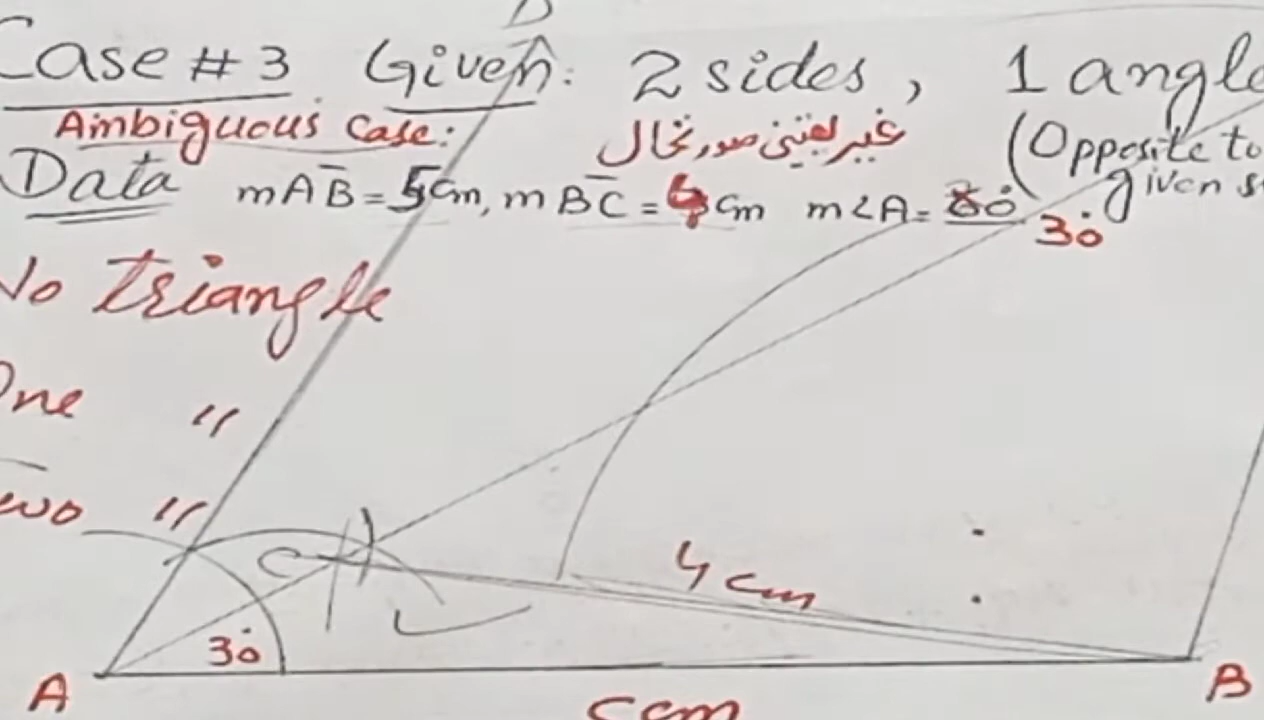 Case # 3 Given: 2 sides, 1 angle
Ambiguous Case: غیر یقینی صورتحال (Opposite to
Data mAB = 5cm, mBC = 4cm m<A = 60° given
30°
No triangle
One "
Two "
D
C
4 cm
30°
A B
5cm